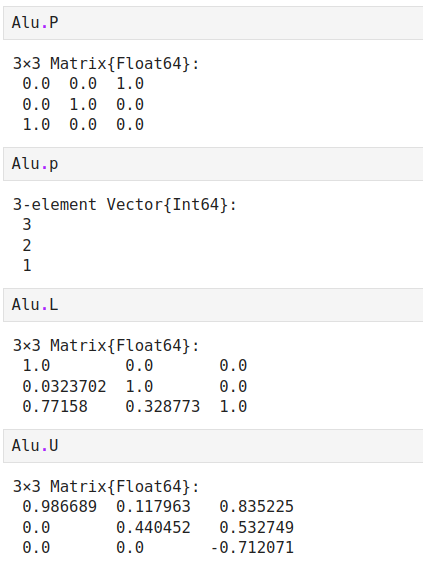 Alu.P
3×3 Matrix{Float64}:
0.0 0.0 1.0
0.0 1.0 0.0
1.0 0.0 0.0
Alu.p
3-element Vector{Int64}:
3
2
1
Alu.L
3×3 Matrix{Float64}:
1.0 0.0 0.0
0.0323702 1.0 0.0
0.77158 0.328773 1.0
Alu.U
3×3 Matrix{Float64}:
0.986689 0.117963 0.835225
0.0 0.440452 0.532749
0.0 0.0 -0.712071